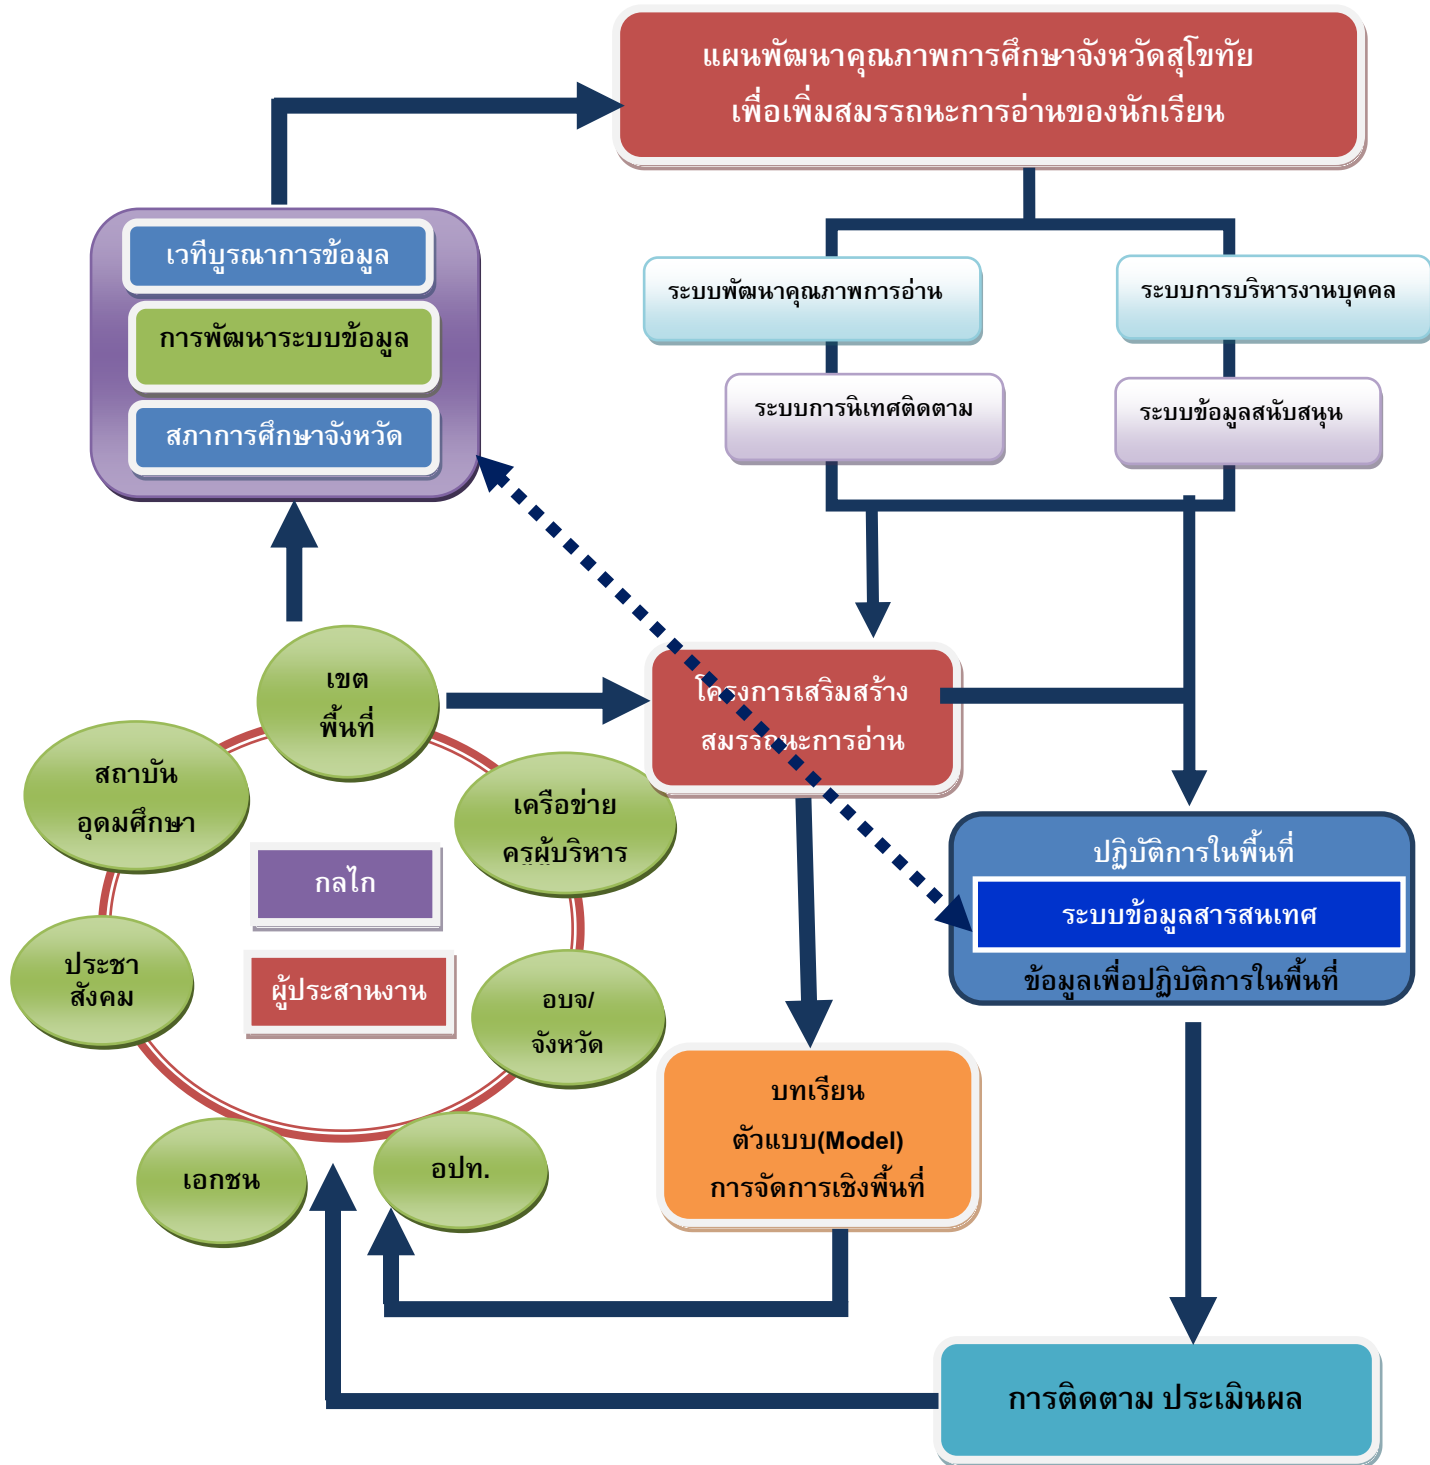 แผนพัฒนาคุณภาพการศึกษาจังหวัดสุโขทัย
เพื่อเพิ่มสมรรถนะการอ่านของนักเรียน
เวทีบูรณาการข้อมูล
การพัฒนาระบบข้อมูล
สภาการศึกษาจังหวัด
ระบบพัฒนาคุณภาพการอ่าน
ระบบการบริหารงานบุคคล
ระบบการนิเทศติดตาม
ระบบข้อมูลสนับสนุน
เขต
พื้นที่
สถาบัน
อุดมศึกษา
เครือข่าย
ครูผู้บริหาร
กลไก
ผู้ประสานงาน
ประชา
สังคม
อบจ/
จังหวัด
เอกชน
อปท.
โครงการเสริมสร้าง
สมรรถนะการอ่าน
ปฏิบัติการในพื้นที่
ระบบข้อมูลสารสนเทศ
ข้อมูลเพื่อปฏิบัติการในพื้นที่
บทเรียน
ตัวแบบ(Model)
การจัดการเชิงพื้นที่
การติดตาม ประเมินผล